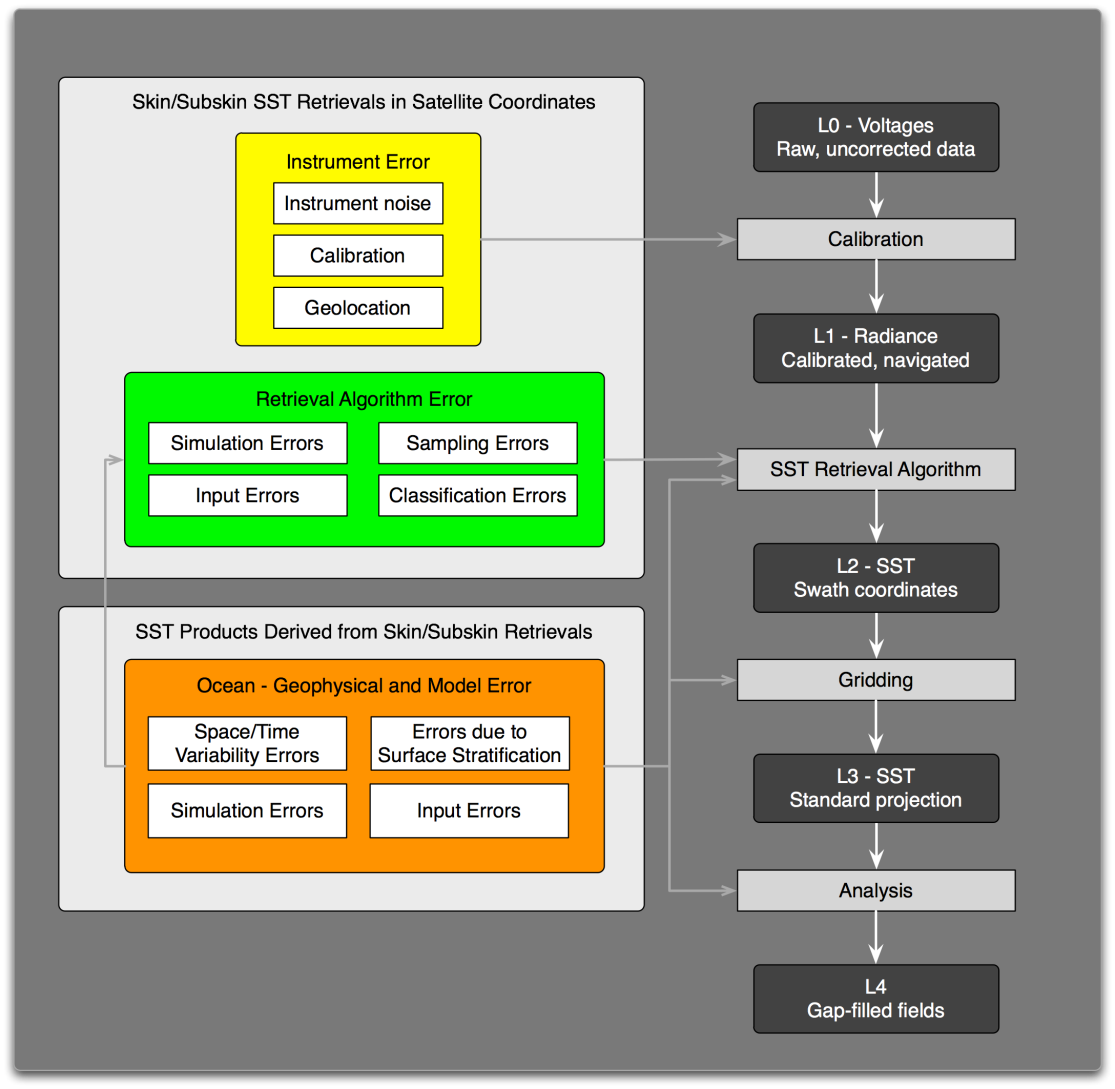 Skin/Subskin SST Retrievals in Satellite Coordinates
Instrument Error
Instrument noise
Calibration
Geolocation
Retrieval Algorithm Error
Simulation Errors
Sampling Errors
Input Errors
Classification Errors
SST Products Derived from Skin/Subskin Retrievals
Ocean - Geophysical and Model Error
Space/Time
Variability Errors
Errors due to
Surface Stratification
Simulation Errors
Input Errors
L0 - Voltages
Raw, uncorrected data
Calibration
L1 - Radiance
Calibrated, navigated
SST Retrieval Algorithm
L2 - SST
Swath coordinates
Gridding
L3 - SST
Standard projection
Analysis
L4
Gap-filled fields